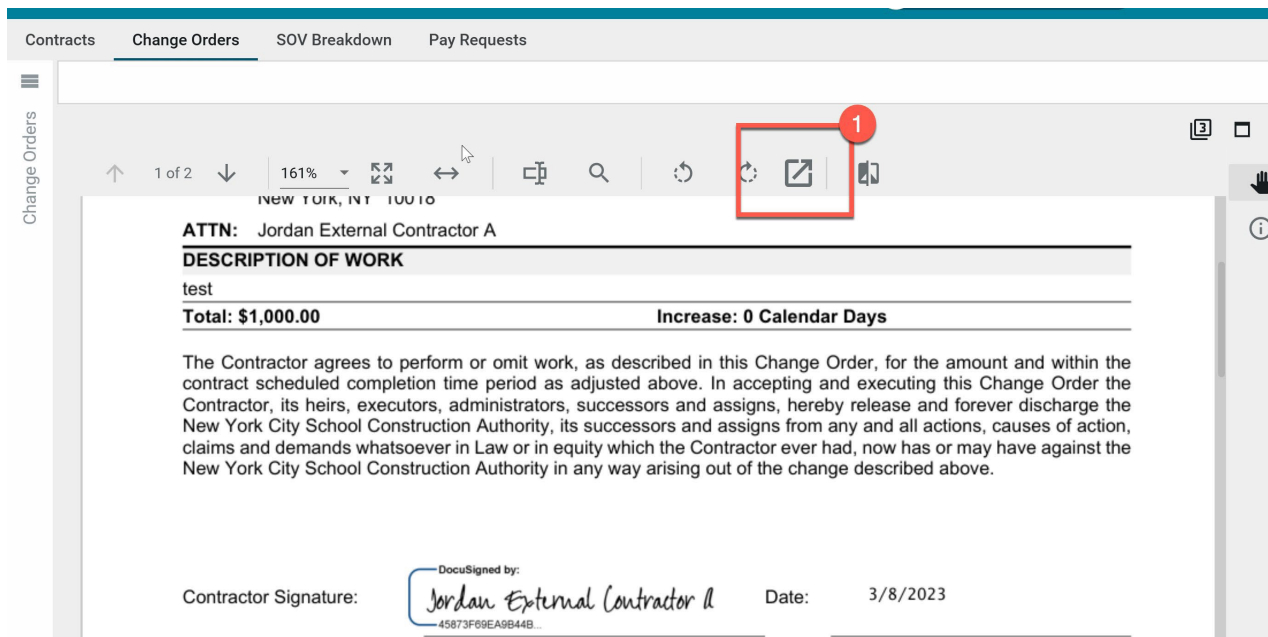 Contracts Change Orders SOV Breakdown Pay Requests
Change Orders
1
3
1 of 2 161%
New York, NY 10018
ATTN: Jordan External Contractor A
DESCRIPTION OF WORK
test
Total: $1,000.00 Increase: 0 Calendar Days
The Contractor agrees to perform or omit work, as described in this Change Order, for the amount and within the
contract scheduled completion time period as adjusted above. In accepting and executing this Change Order the
Contractor, its heirs, executors, administrators, successors and assigns, hereby release and forever discharge the
New York City School Construction Authority, its successors and assigns from any and all actions, causes of action,
claims and demands whatsoever in Law or in equity which the Contractor ever had, now has or may have against the
New York City School Construction Authority in any way arising out of the change described above.
DocuSigned by:
Contractor Signature: Jordan External Contractor A Date: 3/8/2023
45873F69EA9B44B...